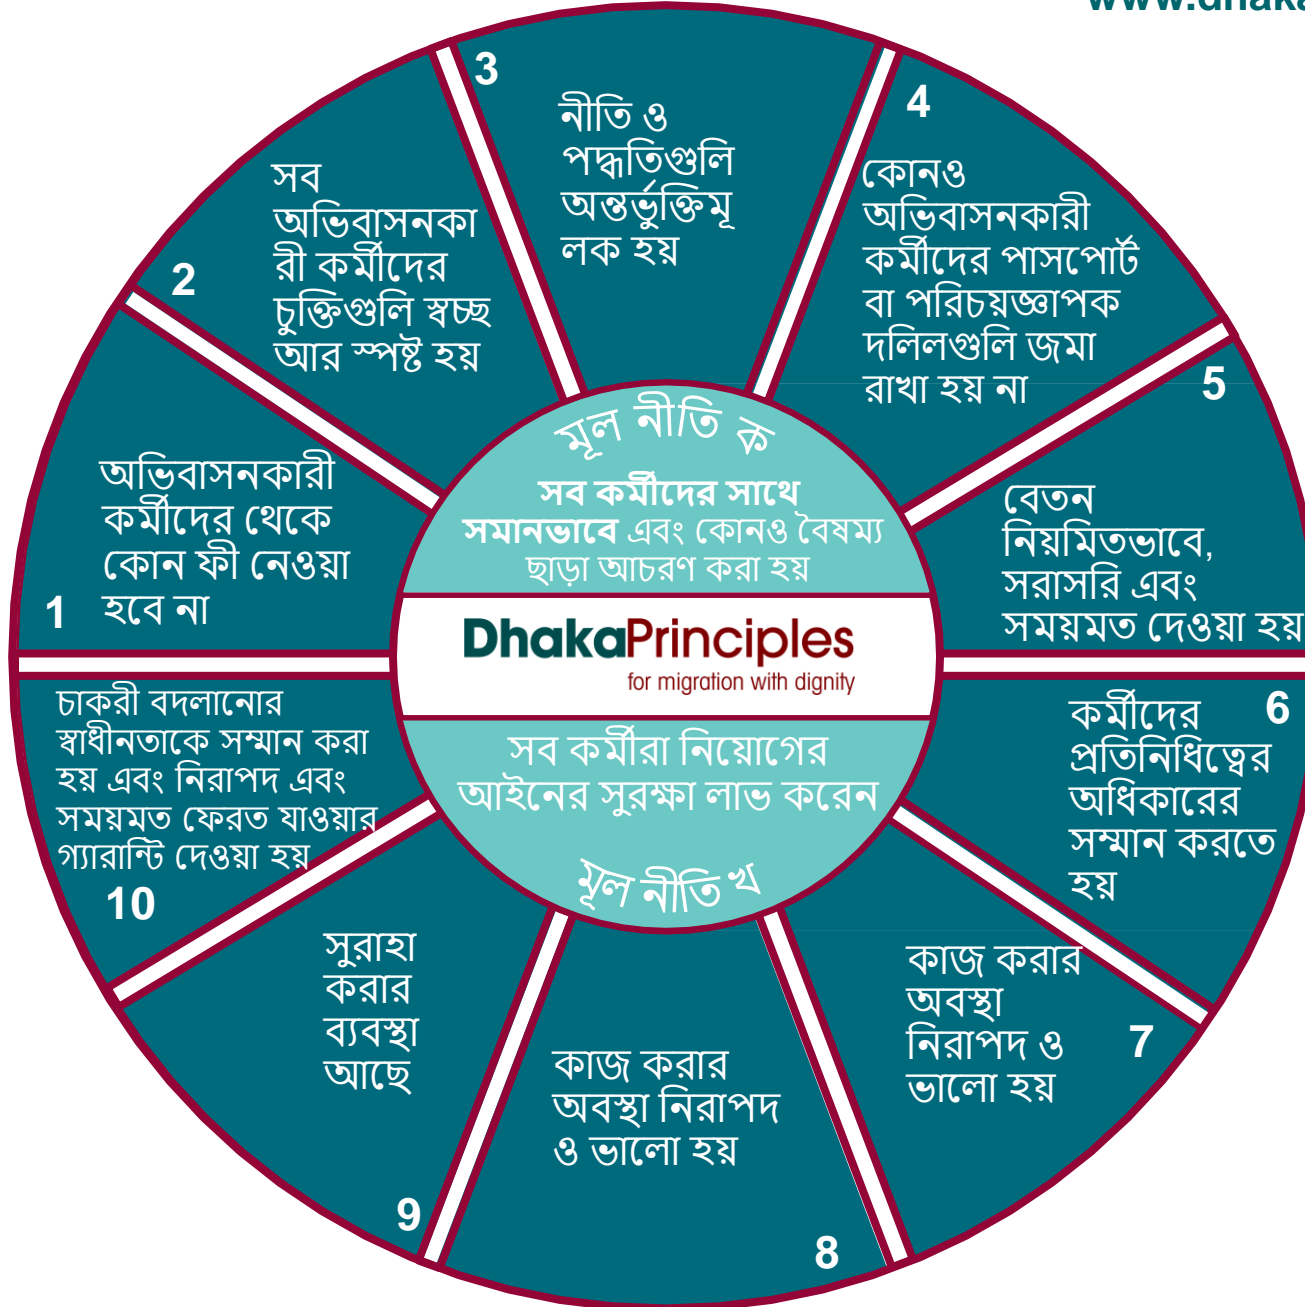 3
নীতি ও
পদ্ধতিগুলি
অন্তর্ভুক্তিমূ
লক হয়
4
কোনও
অভিবাসনকারী
কর্মীদের পাসপোর্ট
বা পরিচয়জ্ঞাপক
দলিলগুলি জমা
রাখা হয় না
2
সব
অভিবাসনকা
রী কর্মীদের
চুক্তিগুলি স্বচ্ছ
আর স্পষ্ট হয়
5
বেতন
নিয়মিতভাবে,
সরাসরি এবং
সময়মত দেওয়া হয়
1
অভিবাসনকারী
কর্মীদের থেকে
কোন ফী নেওয়া
হবে না
মূল নীতি ক
সব কর্মীদের সাথে
সমানভাবে এবং কোনও বৈষম্য
ছাড়া আচরণ করা হয়
DhakaPrinciples
for migration with dignity
সব কর্মীরা নিয়োগের
আইনের সুরক্ষা লাভ করেন
মূল নীতি খ
চাকরী বদলানোর
স্বাধীনতাকে সম্মান করা
হয় এবং নিরাপদ এবং
সময়মত ফেরত যাওয়ার
গ্যারান্টি দেওয়া হয়
10
6
কর্মীদের
প্রতিনিধিত্বের
অধিকারের
সম্মান করতে
হয়
সুরাহা
করার
ব্যবস্থা
আছে
9
কাজ করার
অবস্থা নিরাপদ
ও ভালো হয়
8
কাজ করার
অবস্থা
নিরাপদ ও
ভালো হয়
7